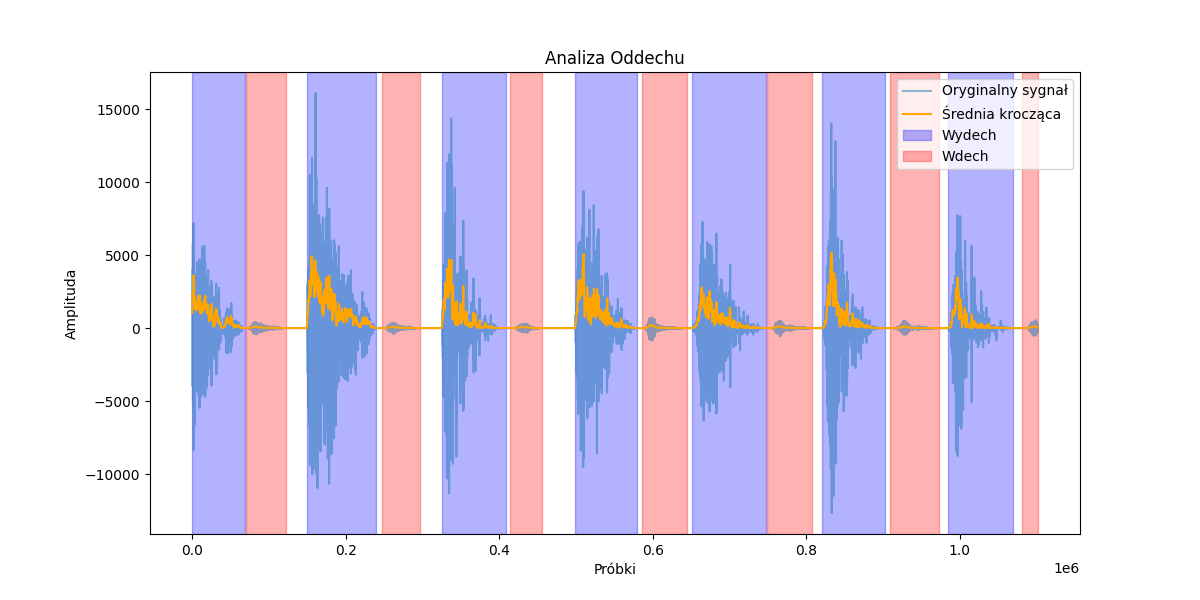 Analiza Oddechu
Oryginalny sygnał
Średnia krocząca
Wydech
Wdech
Amplituda
15000
10000
5000
0
−5000
−10000
0.0
0.2
0.4
0.6
0.8
1.0
1e6
Próbki